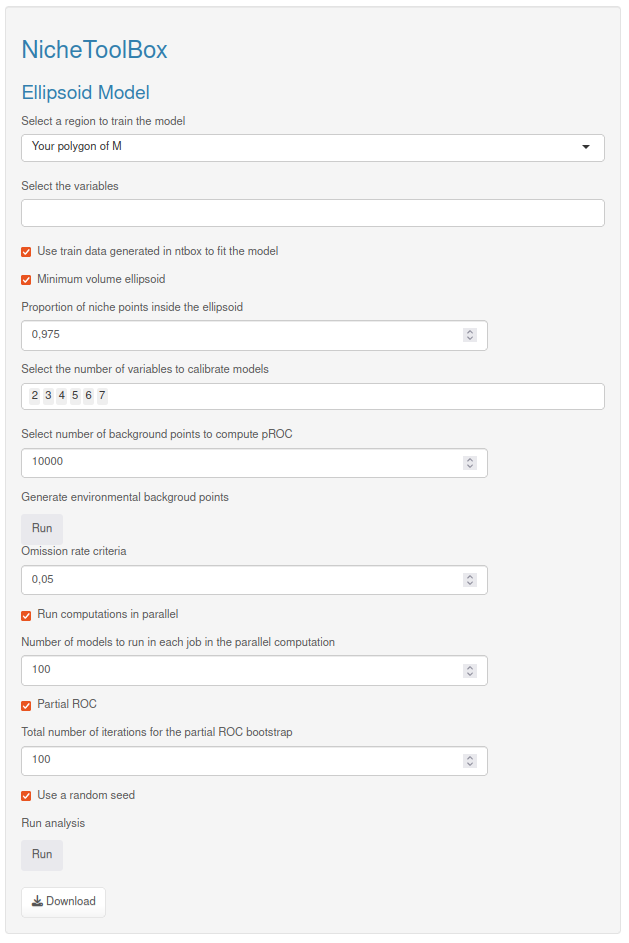 NicheToolBox
Ellipsoid Model
Select a region to train the model
Your polygon of M
Select the variables
Use train data generated in ntbox to fit the model
Minimum volume ellipsoid
Proportion of niche points inside the ellipsoid
0,975
Select the number of variables to calibrate models
2 3 4 5 6 7
Select number of background points to compute pROC
10000
Generate environmental backgroud points
Run
Omission rate criteria
0,05
Run computations in parallel
Number of models to run in each job in the parallel computation
100
Partial ROC
Total number of iterations for the partial ROC bootstrap
100
Use a random seed
Run analysis
Run
Download